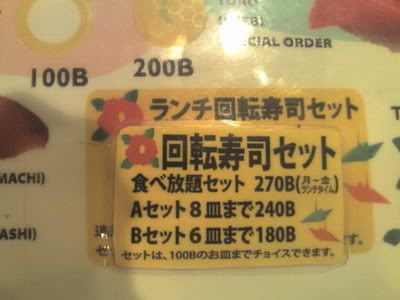 TORO
SPECIAL ORDER
100B
200B
ランチ回転寿司セット
回転寿司セット
食べ放題セット 270B(月～金 ランチタイム)
Aセット8皿まで240B
Bセット6皿まで180B
セットは、100Bのお皿までチョイスできます。
MACHI)
ASHI)
す。